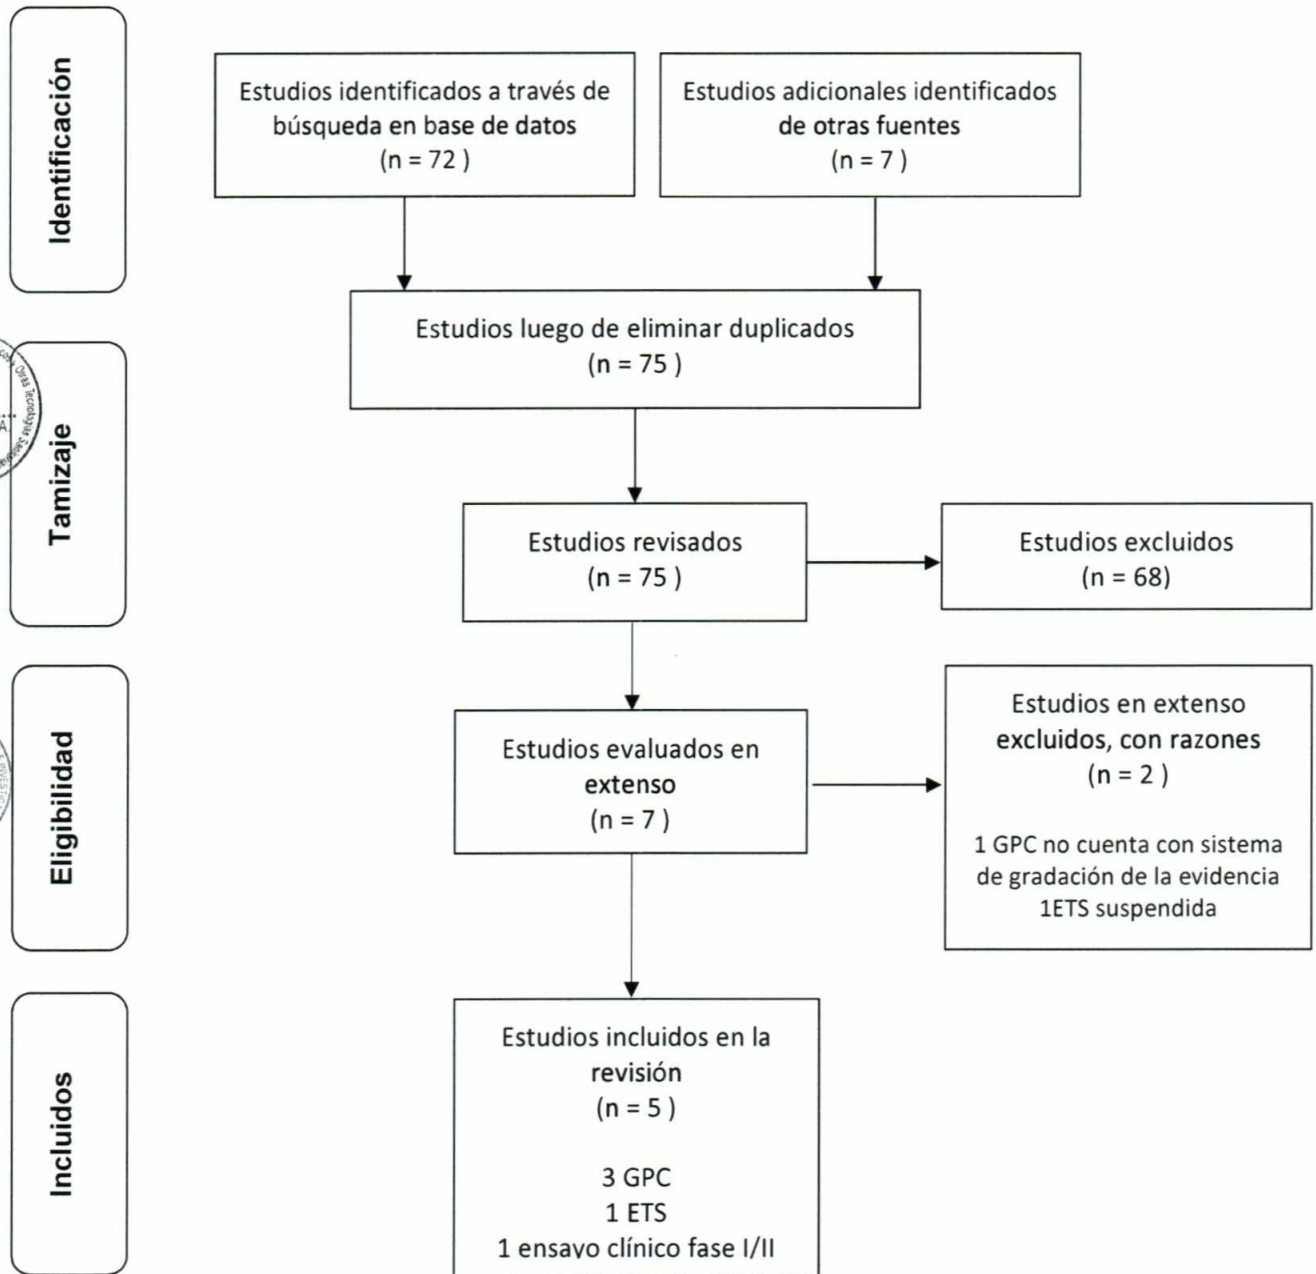 Identificación
Estudios identificados a través de
búsqueda en base de datos
(n = 72 )
Estudios adicionales identificados
de otras fuentes
(n = 7 )
Estudios luego de eliminar duplicados
(n = 75 )
Tamizaje
Estudios revisados
(n = 75 )
Estudios excluidos
(n = 68)
Eligibilidad
Estudios evaluados en
extenso
(n = 7 )
Estudios en extenso
excluidos, con razones
(n = 2 )
1 GPC no cuenta con sistema
de gradación de la evidencia
1ETS suspendida
Incluidos
Estudios incluidos en la
revisión
(n = 5 )
3 GPC
1 ETS
1 ensayo clínico fase I/II
Otras Tecnologías